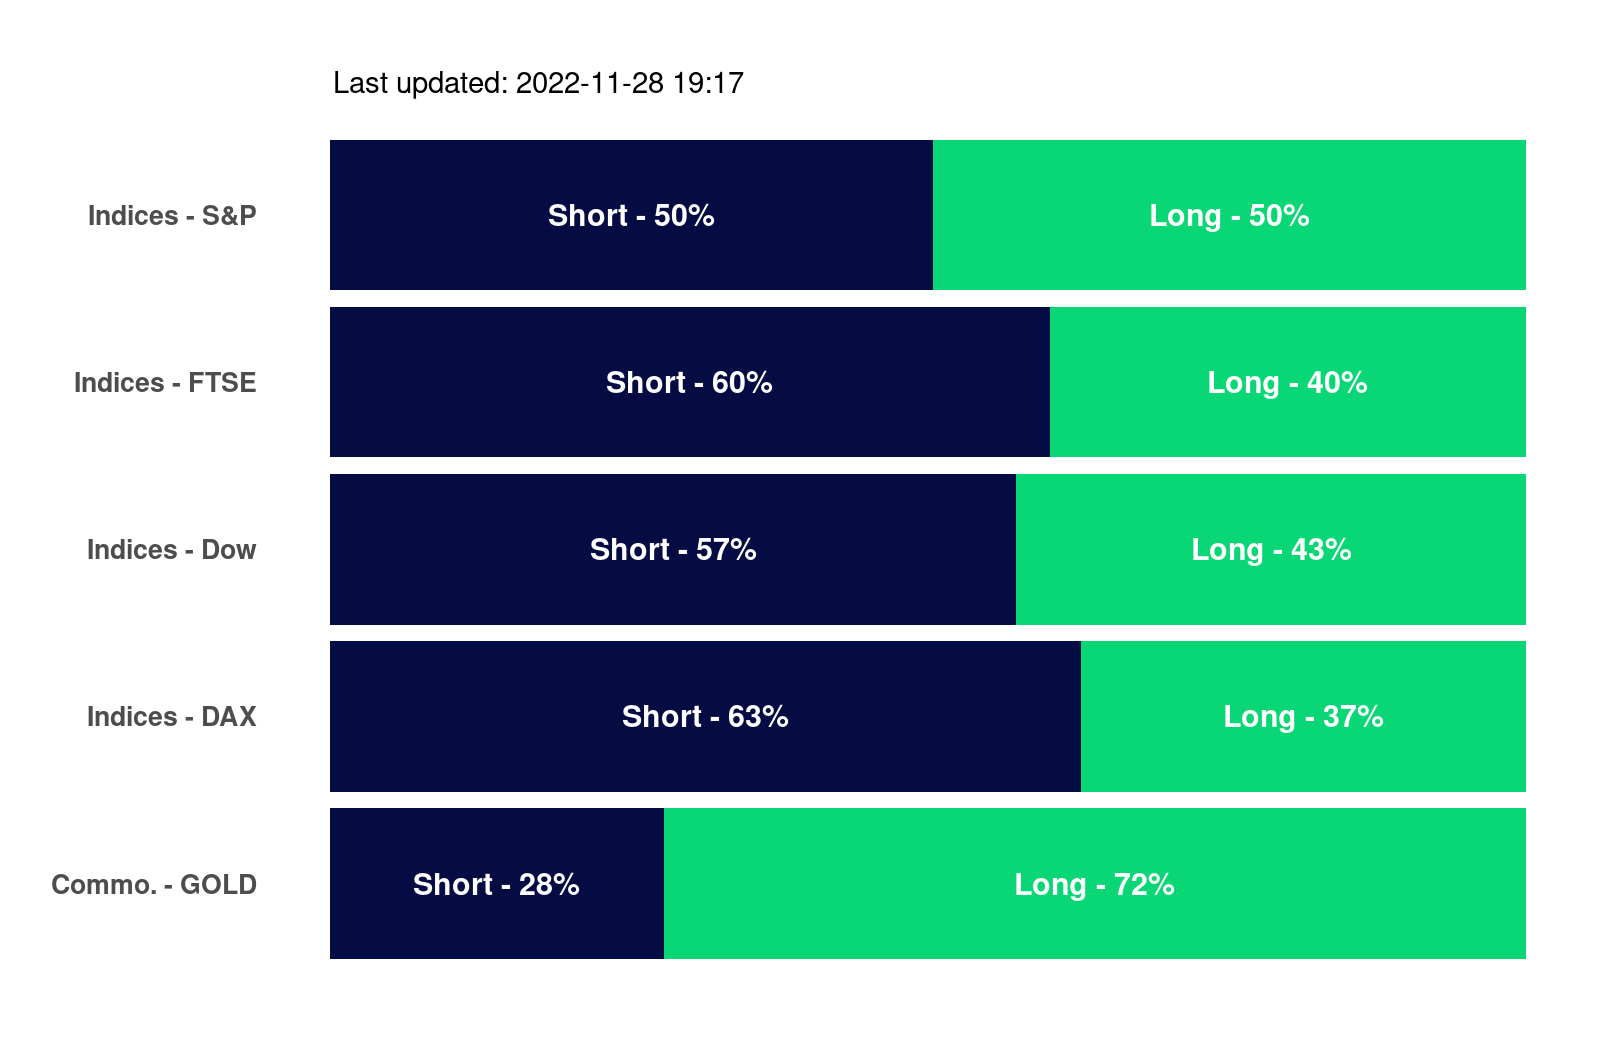 Last updated: 2022-11-28 19:17
Indices - S&P Short - 50% Long - 50%
Indices - FTSE Short - 60% Long - 40%
Indices - Dow Short - 57% Long - 43%
Indices - DAX Short - 63% Long - 37%
Commo. - GOLD Short - 28% Long - 72%